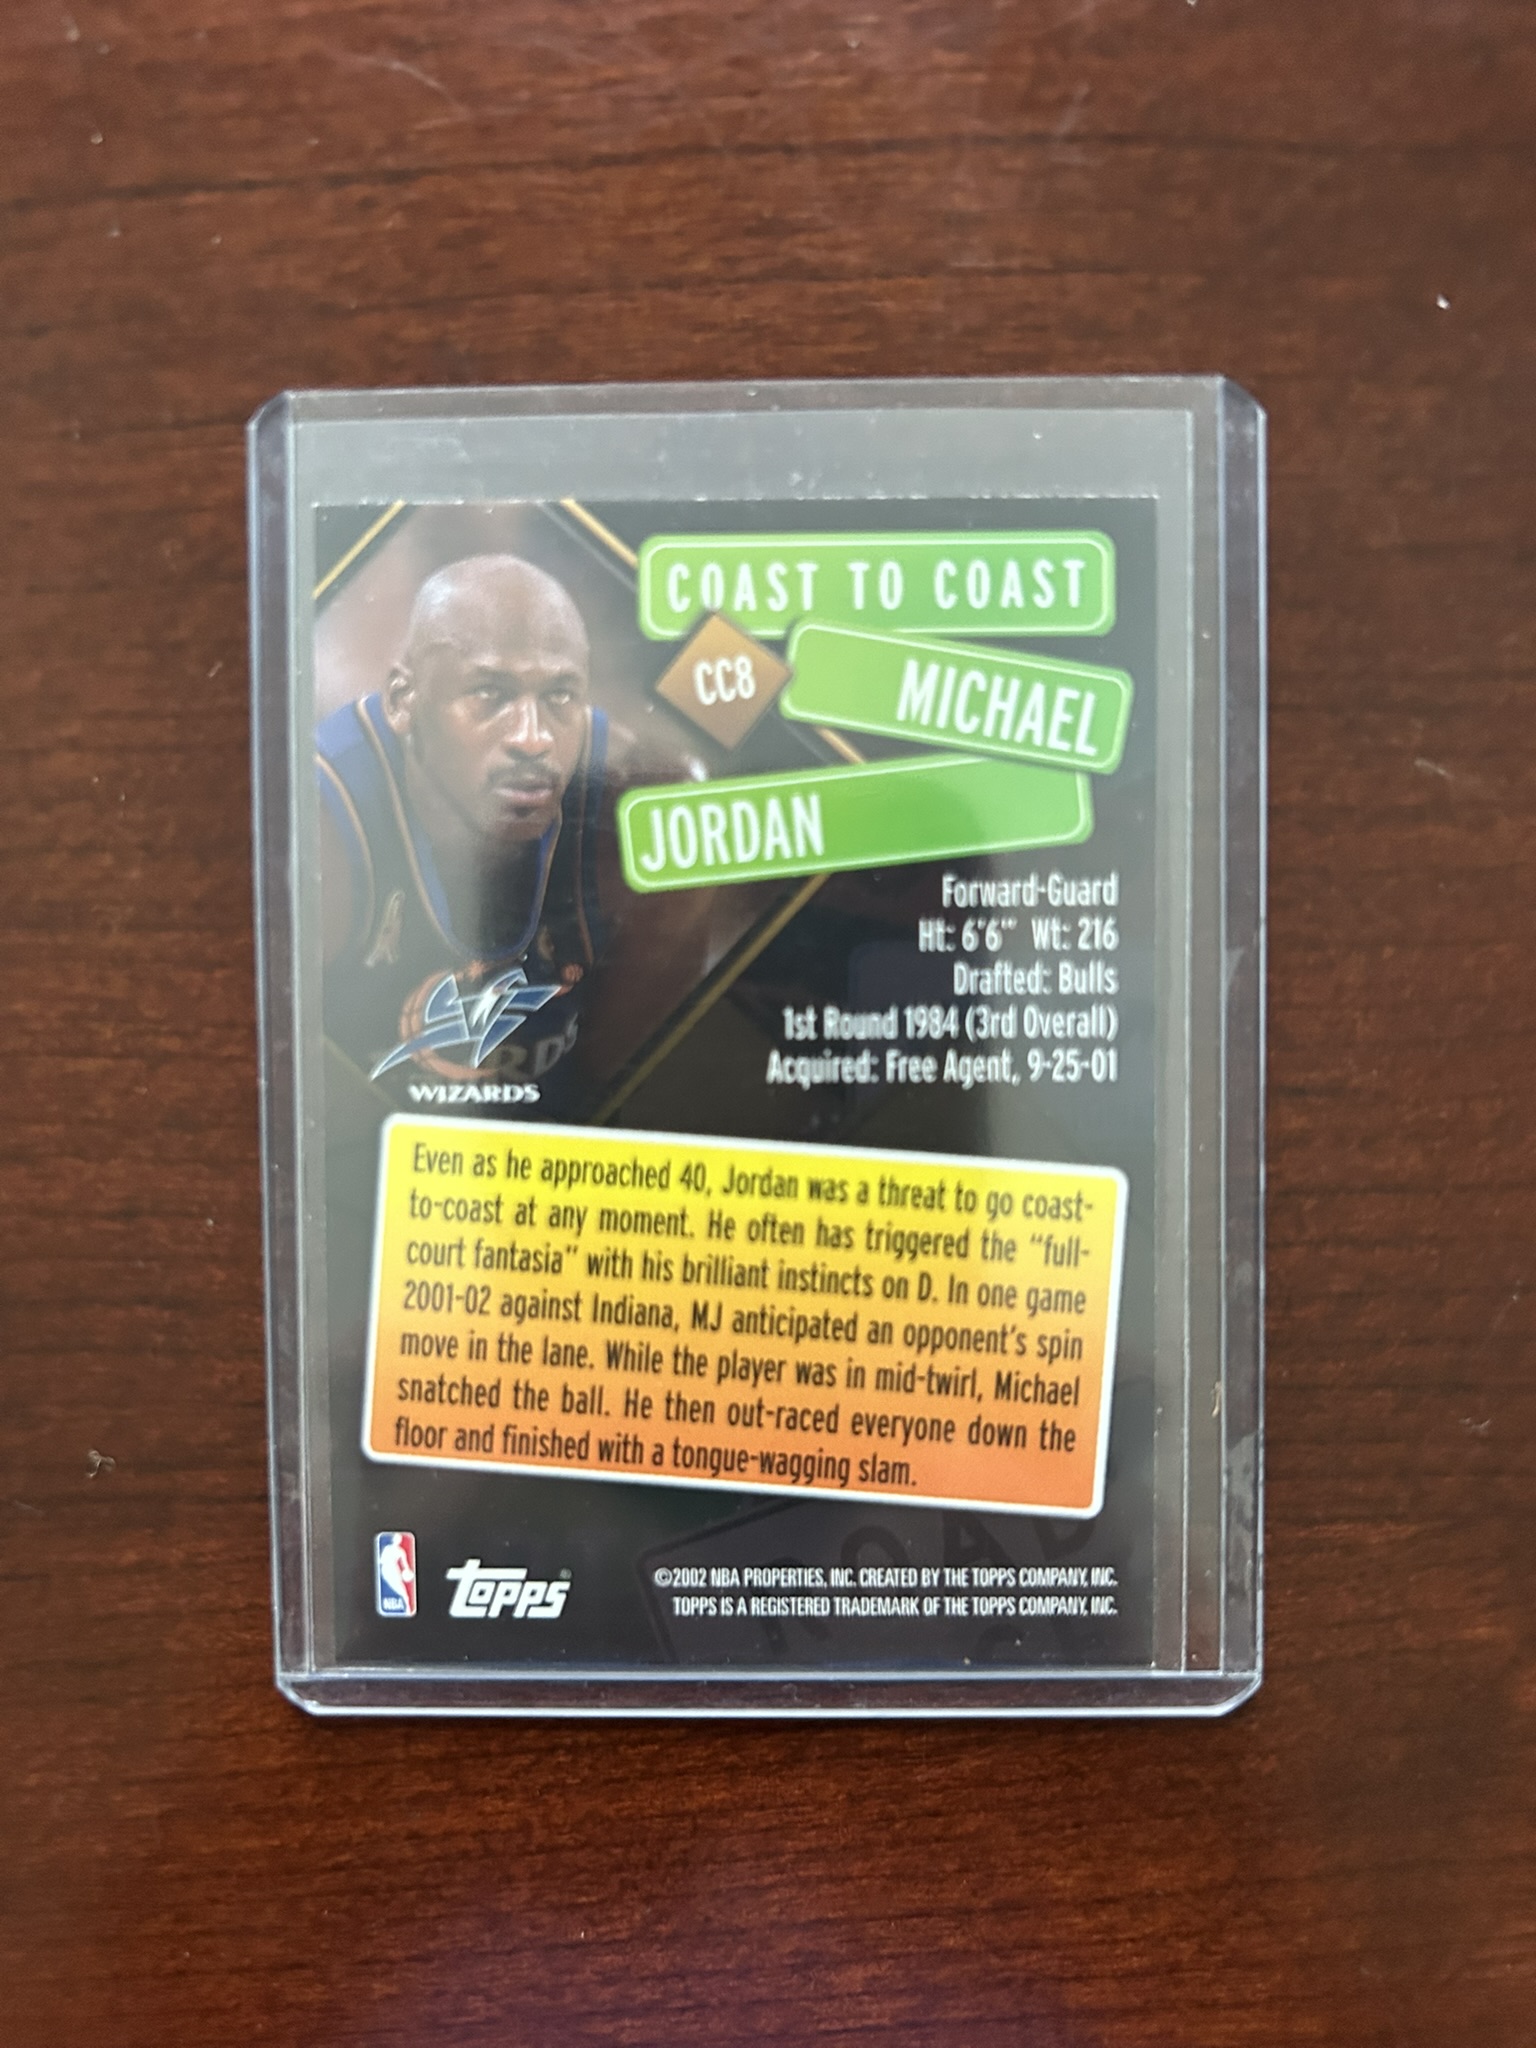 COAST TO COAST
CC8
MICHAEL
JORDAN
Forward-Guard
Ht: 6'6" Wt: 216
Drafted: Bulls
1st Round 1984 (3rd Overall)
Acquired: Free Agent, 9-25-01
WIZARDS
Even as he approached 40, Jordan was a threat to go coast-
to-coast at any moment. He often has triggered the "full-
court fantasia" with his brilliant instincts on D. In one game
2001-02 against Indiana, MJ anticipated an opponent's spin
move in the lane. While the player was in mid-twirl, Michael
snatched the ball. He then out-raced everyone down the
floor and finished with a tongue-wagging slam.
ROAD
NBA
topps
©2002 NBA PROPERTIES, INC. CREATED BY THE TOPPS COMPANY, INC.
TOPPS IS A REGISTERED TRADEMARK OF THE TOPPS COMPANY, INC.